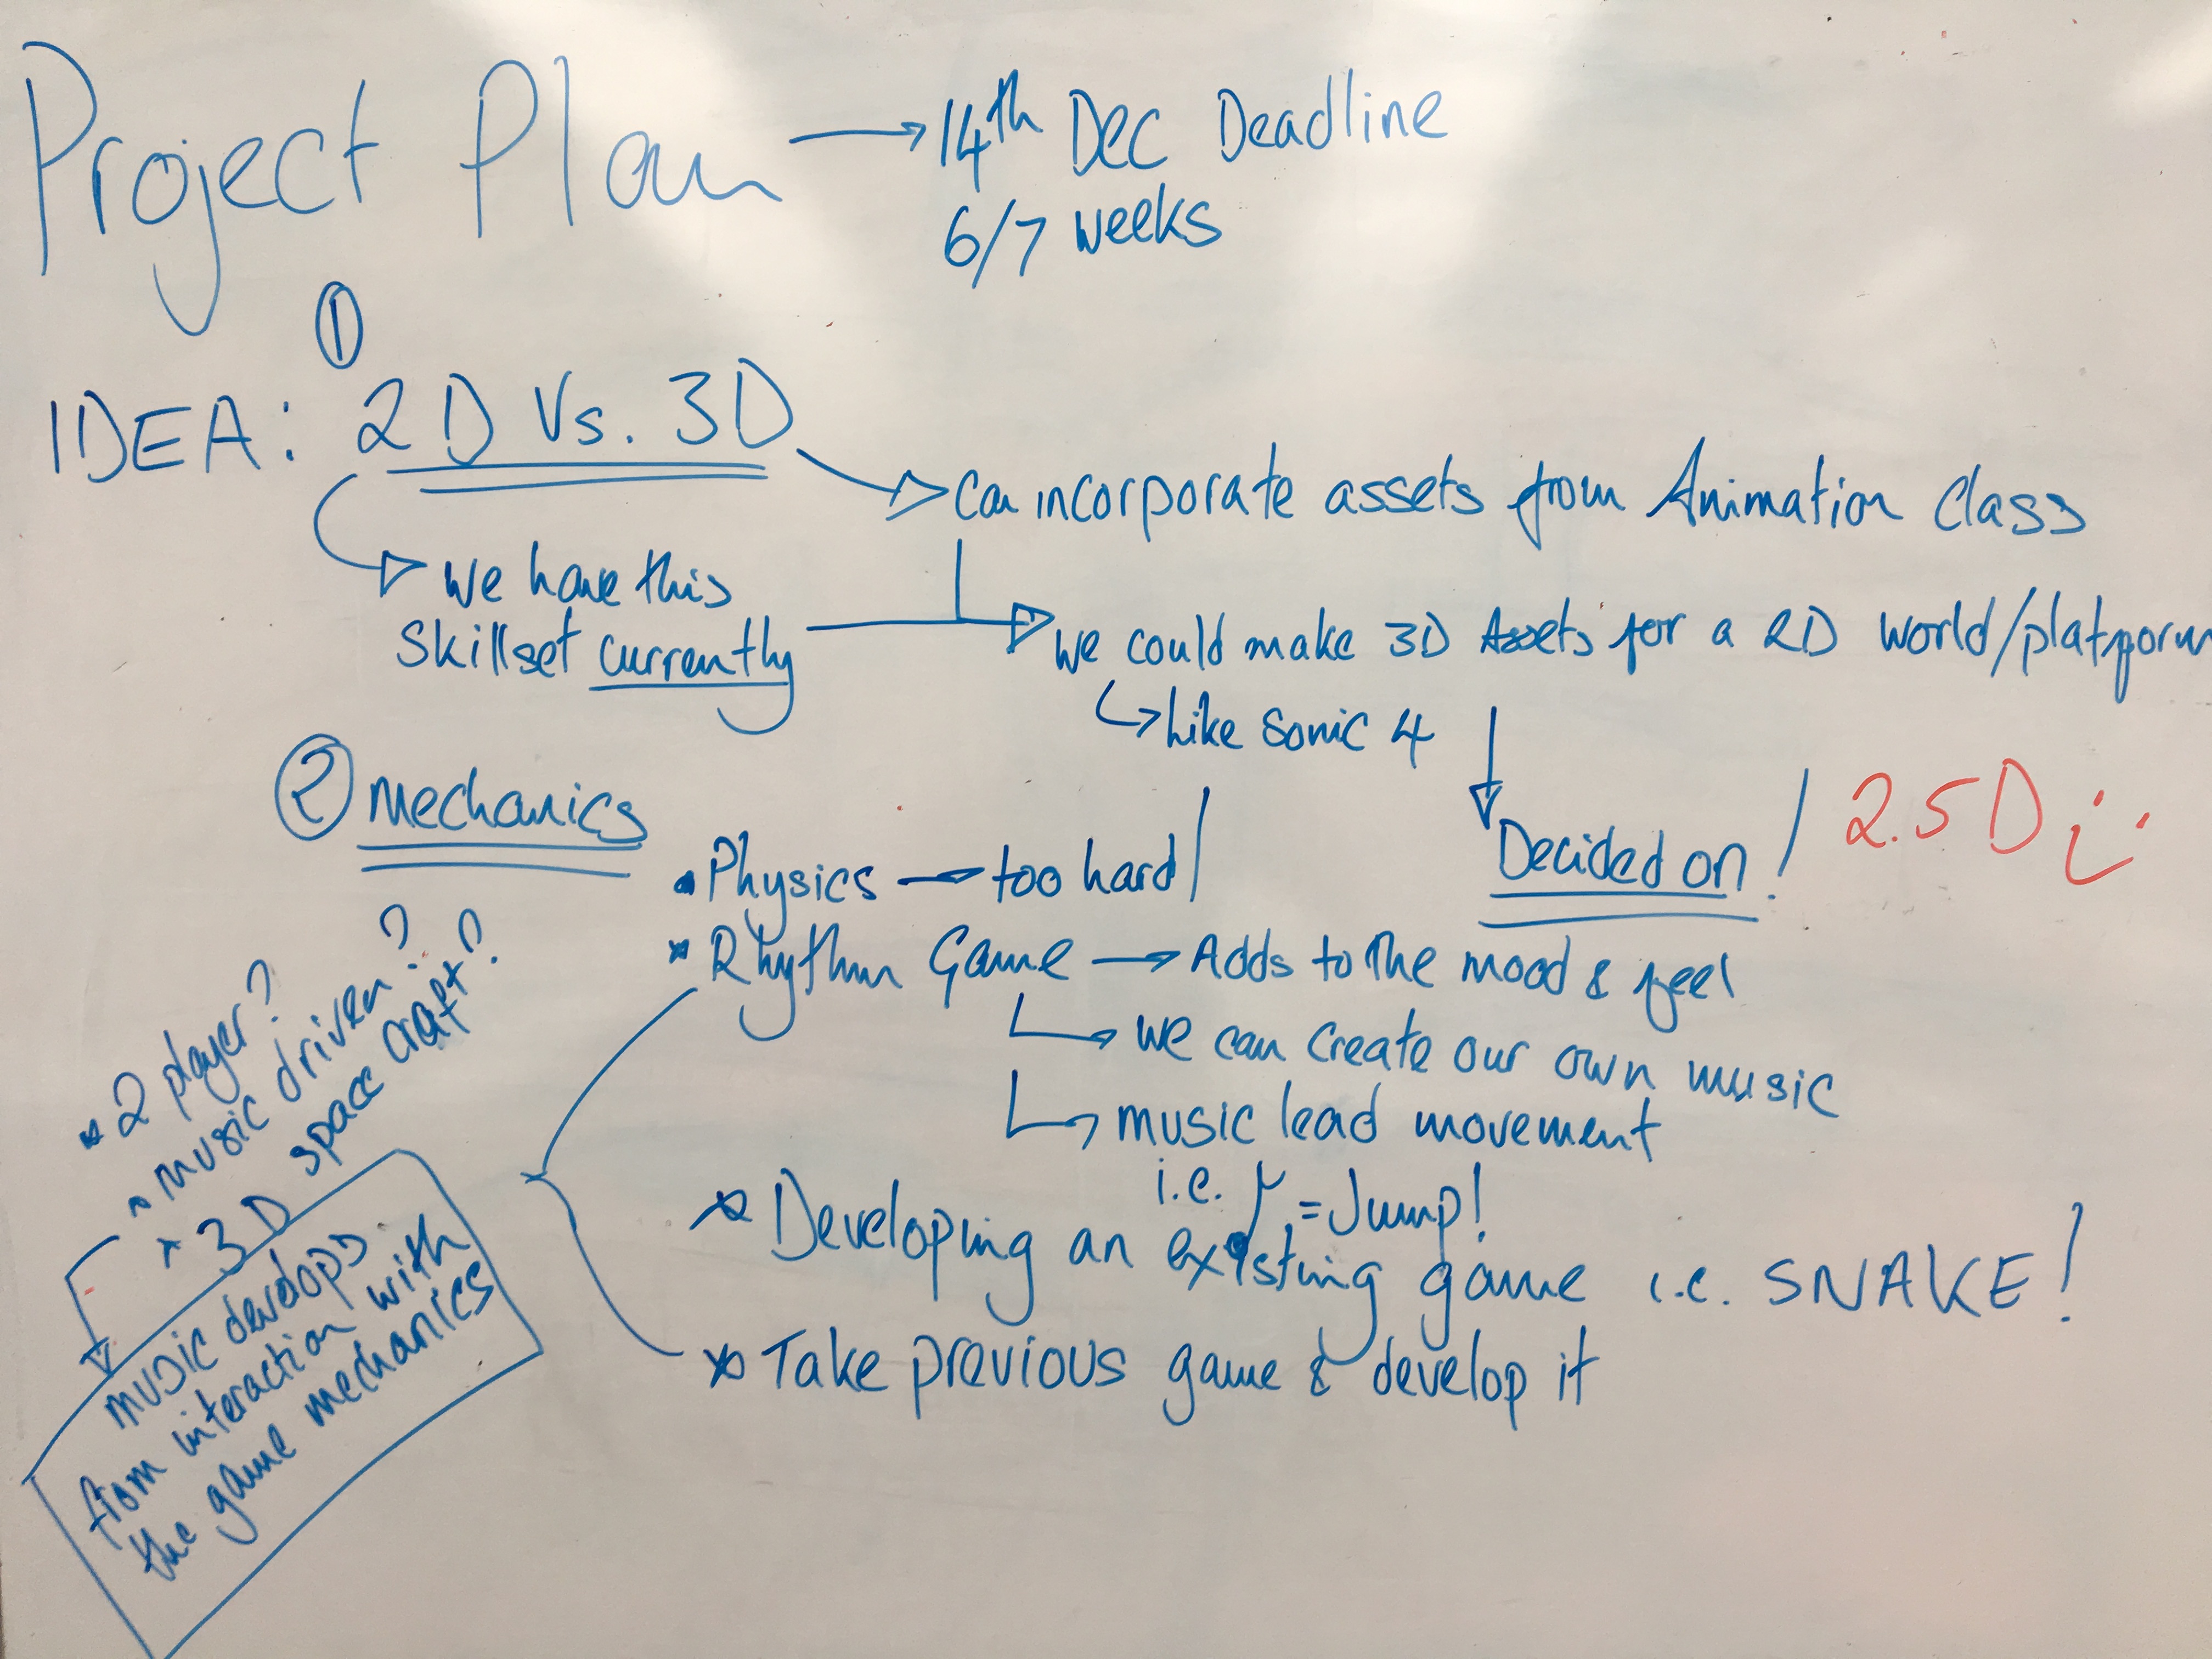 Project Plan → 14th Dec Deadline
6/7 weeks
①
IDEA: 2D Vs. 3D
Can incorporate assets from Animation Class
we have this
Skillset currently
we could make 3D Assets for a 2D world/platform
Like Sonic 4
Decided on! 2.5D
② Mechanics
Physics → too hard
Rhythm Game → Adds to the mood & feel
we can create our own music
music lead movement
i.e. = Jump!
Developing an existing game i.e. SNAKE!
Take previous game & develop it
2 player?
music driven?
3D space craft?
music develops
from interaction with
the game mechanics